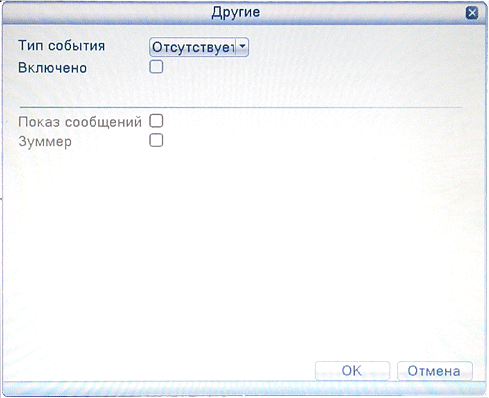 Другие
Тип события Отсутствует
Включено
Показ сообщений
Зуммер
OK Отмена